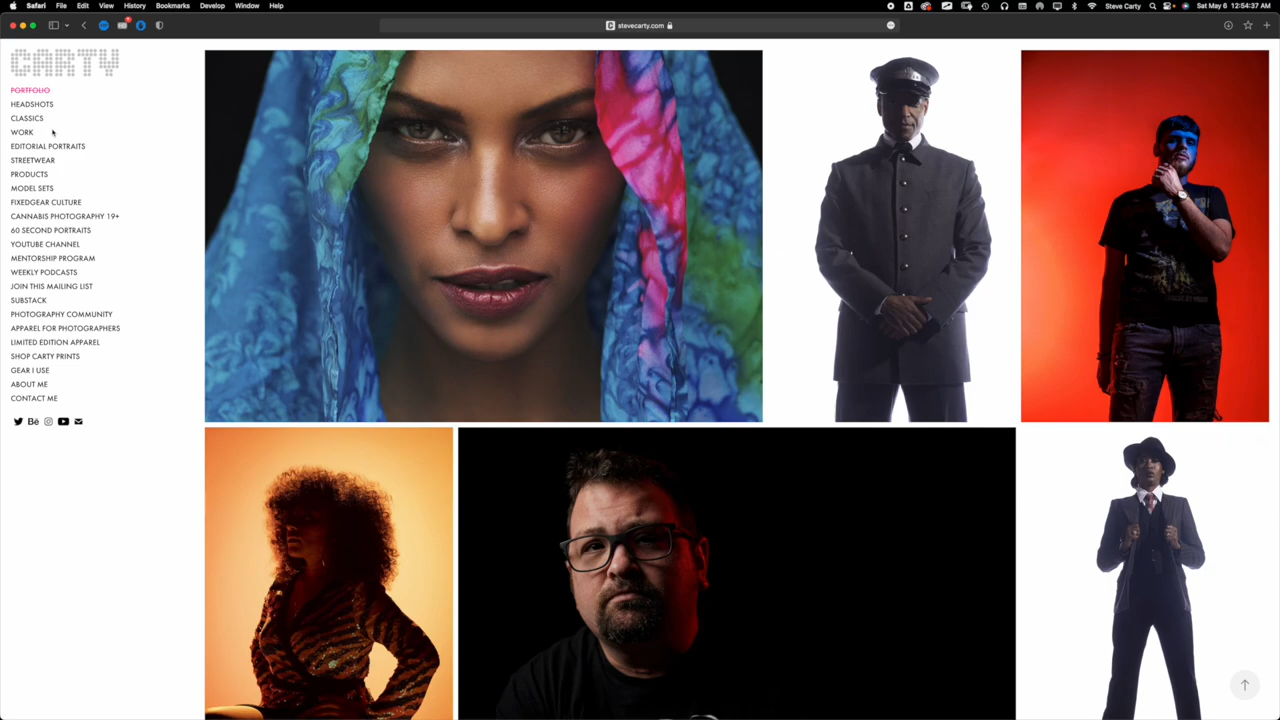 Safari File Edit View History Bookmarks Develop Window Help Steve Carty Sat May 6 12:54:37 AM
stevecarty.com
CARTY
PORTFOLIO
HEADSHOTS
CLASSICS
WORK
EDITORIAL PORTRAITS
STREETWEAR
PRODUCTS
MODEL SETS
FIXEDGEAR CULTURE
CANNABIS PHOTOGRAPHY 19+
60 SECOND PORTRAITS
YOUTUBE CHANNEL
MENTORSHIP PROGRAM
WEEKLY PODCASTS
JOIN THIS MAILING LIST
SUBSTACK
PHOTOGRAPHY COMMUNITY
APPAREL FOR PHOTOGRAPHERS
LIMITED EDITION APPAREL
SHOP CARTY PRINTS
GEAR I USE
ABOUT ME
CONTACT ME
Bē